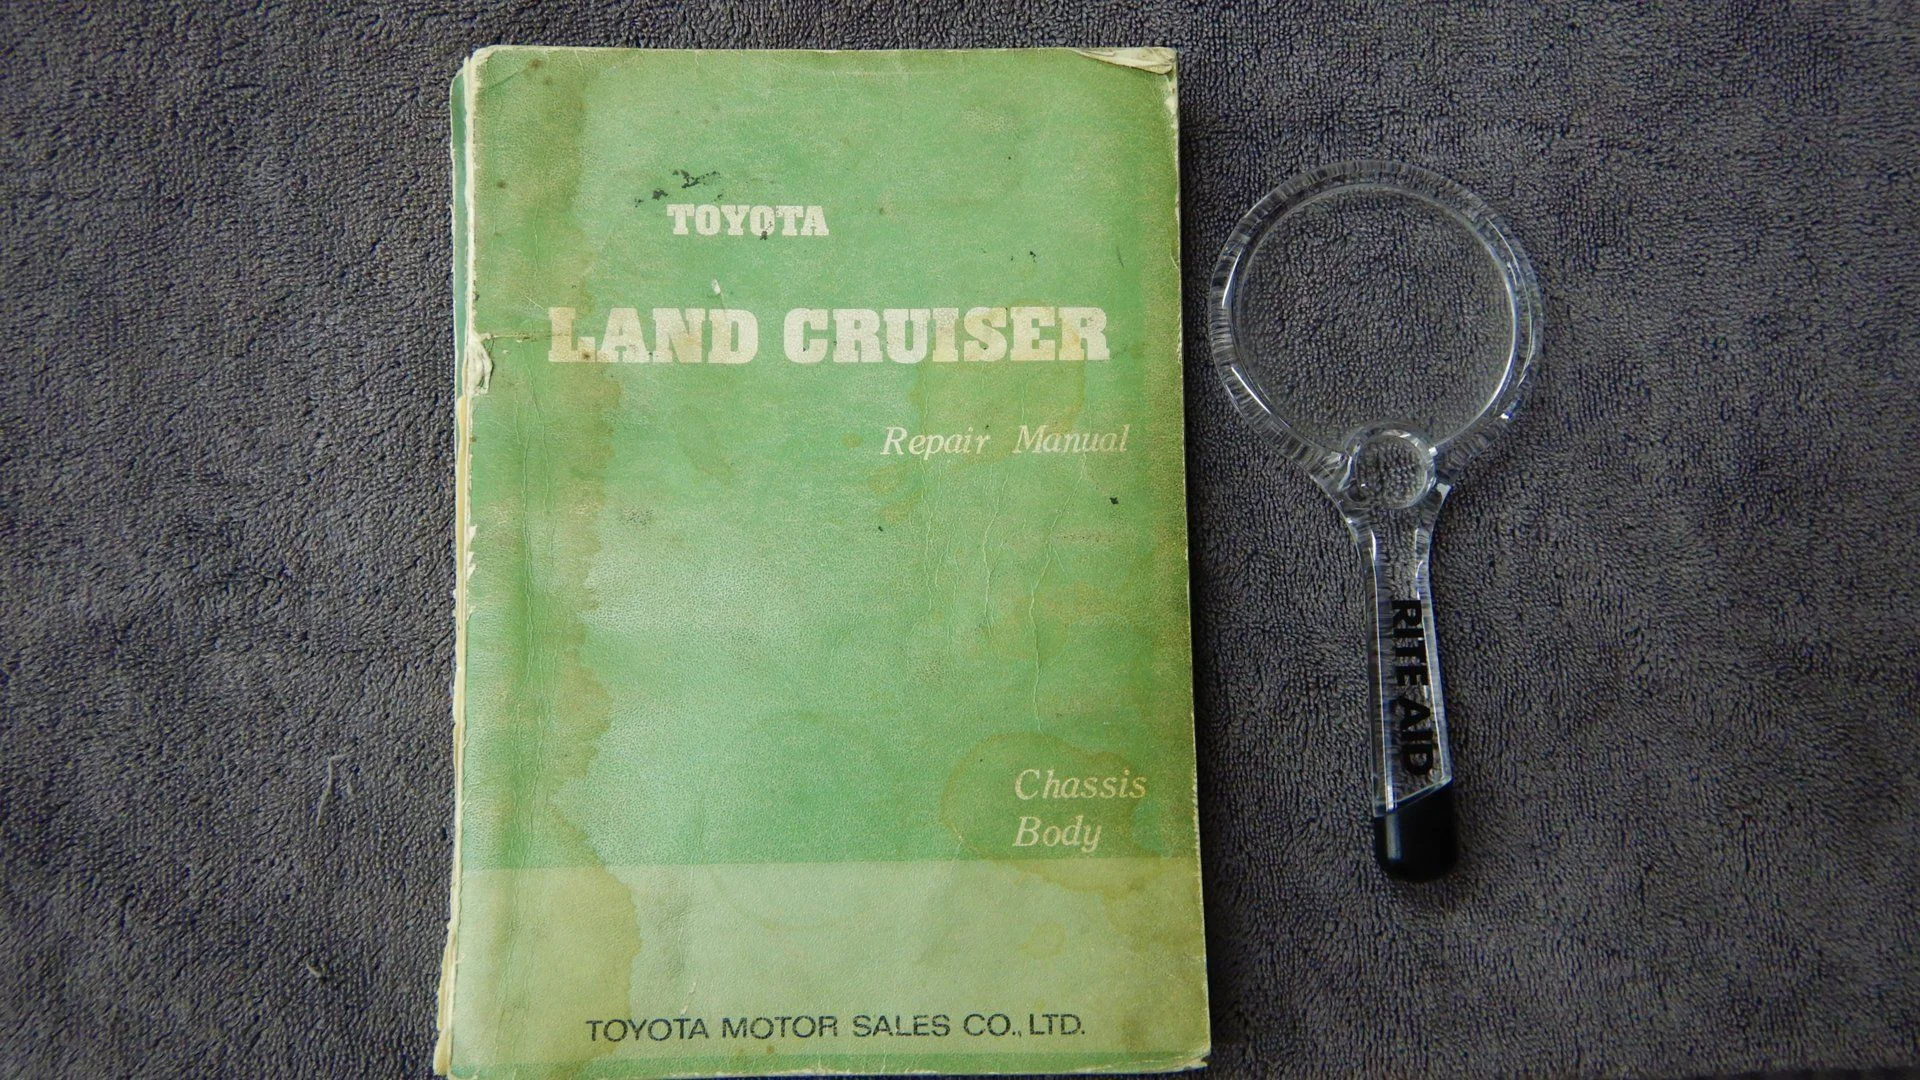 TOYOTA
LAND CRUISER
Repair Manual
Chassis
Body
TOYOTA MOTOR SALES CO., LTD.
RITE AID